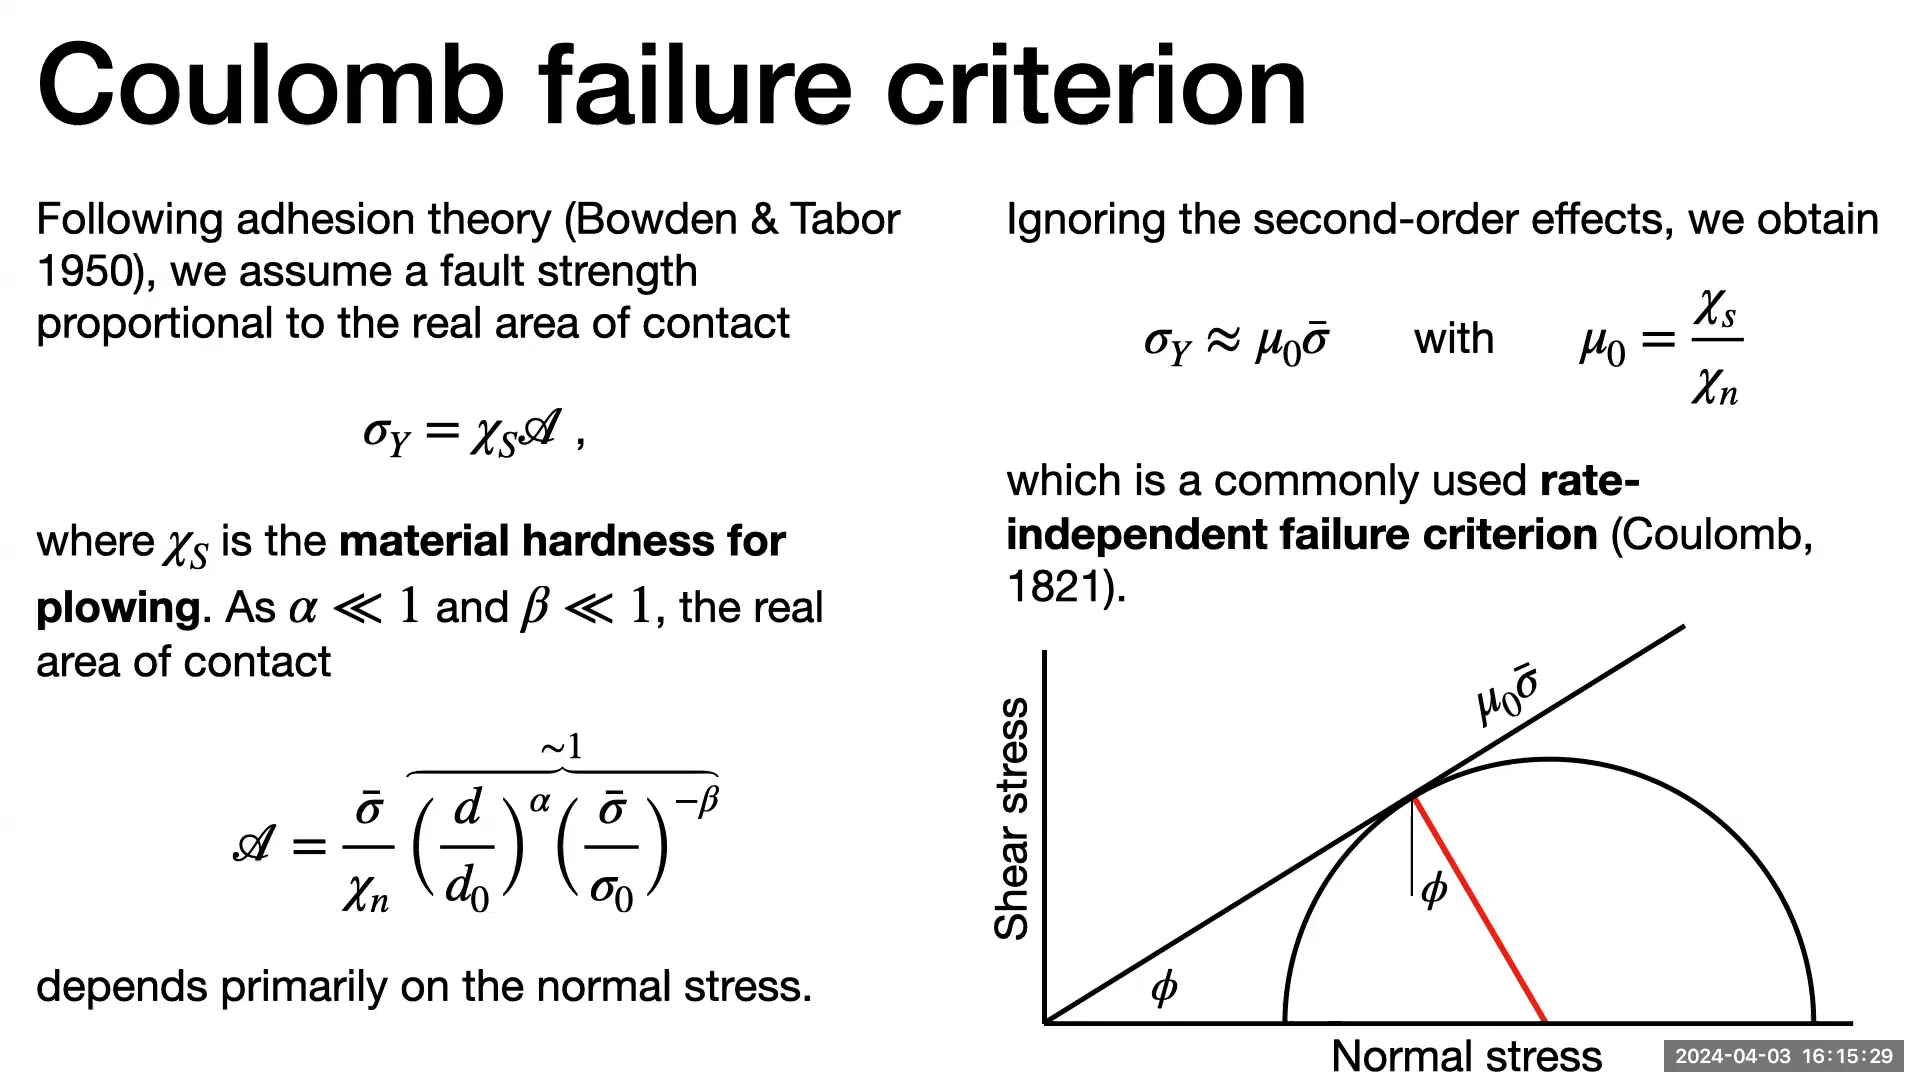 Coulomb failure criterion
Following adhesion theory (Bowden & Tabor
1950), we assume a fault strength
proportional to the real area of contact
σ_Y = χ_S𝒜 ,
where χ_S is the material hardness for
plowing. As α ≪ 1 and β ≪ 1, the real
area of contact
∼1
𝒜 = σ̄/χ_n (d/d_0)^α (σ̄/σ_0)^−β
depends primarily on the normal stress.
Ignoring the second-order effects, we obtain
σ_Y ≈ μ_0σ̄ with μ_0 = χ_s/χ_n
which is a commonly used rate-
independent failure criterion (Coulomb,
1821).
μ_0σ̄
Shear stress
ϕ
ϕ
Normal stress
2024-04-03 16:15:29